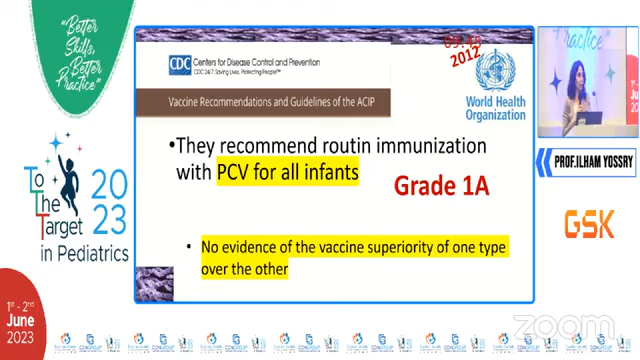 "Better
Skills,
Better
Practice"
To
The
Target
2023
in Pediatrics
1st - 2nd
June
2023
CDC
Centers for Disease Control and Prevention
CDC 24/7: Saving Lives, Protecting People™
Vaccine Recommendations and Guidelines of the ACIP
2012
World Health
Organization
•They recommend routin immunization
with PCV for all infants
Grade 1A
• No evidence of the vaccine superiority of one type
over the other
PROF.ILHAM YOSSRY
GSK
zoom